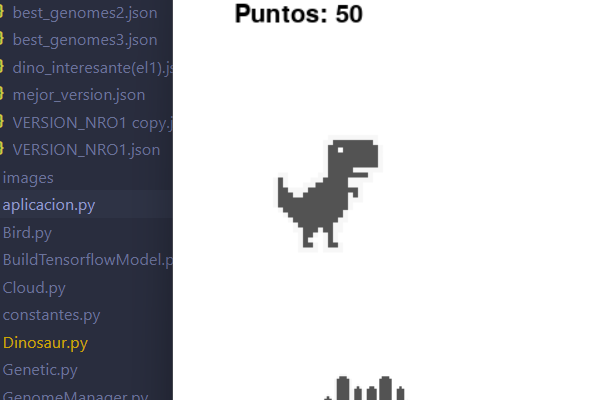 best_genomes2.json
best_genomes3.json
dino_interesante(el1).js
mejor_version.json
VERSION_NRO1 copy.j
VERSION_NRO1.json
images
aplicacion.py
Bird.py
BuildTensorflowModel.p
Cloud.py
constantes.py
Dinosaur.py
Genetic.py
GenomeManager.py
Puntos: 50